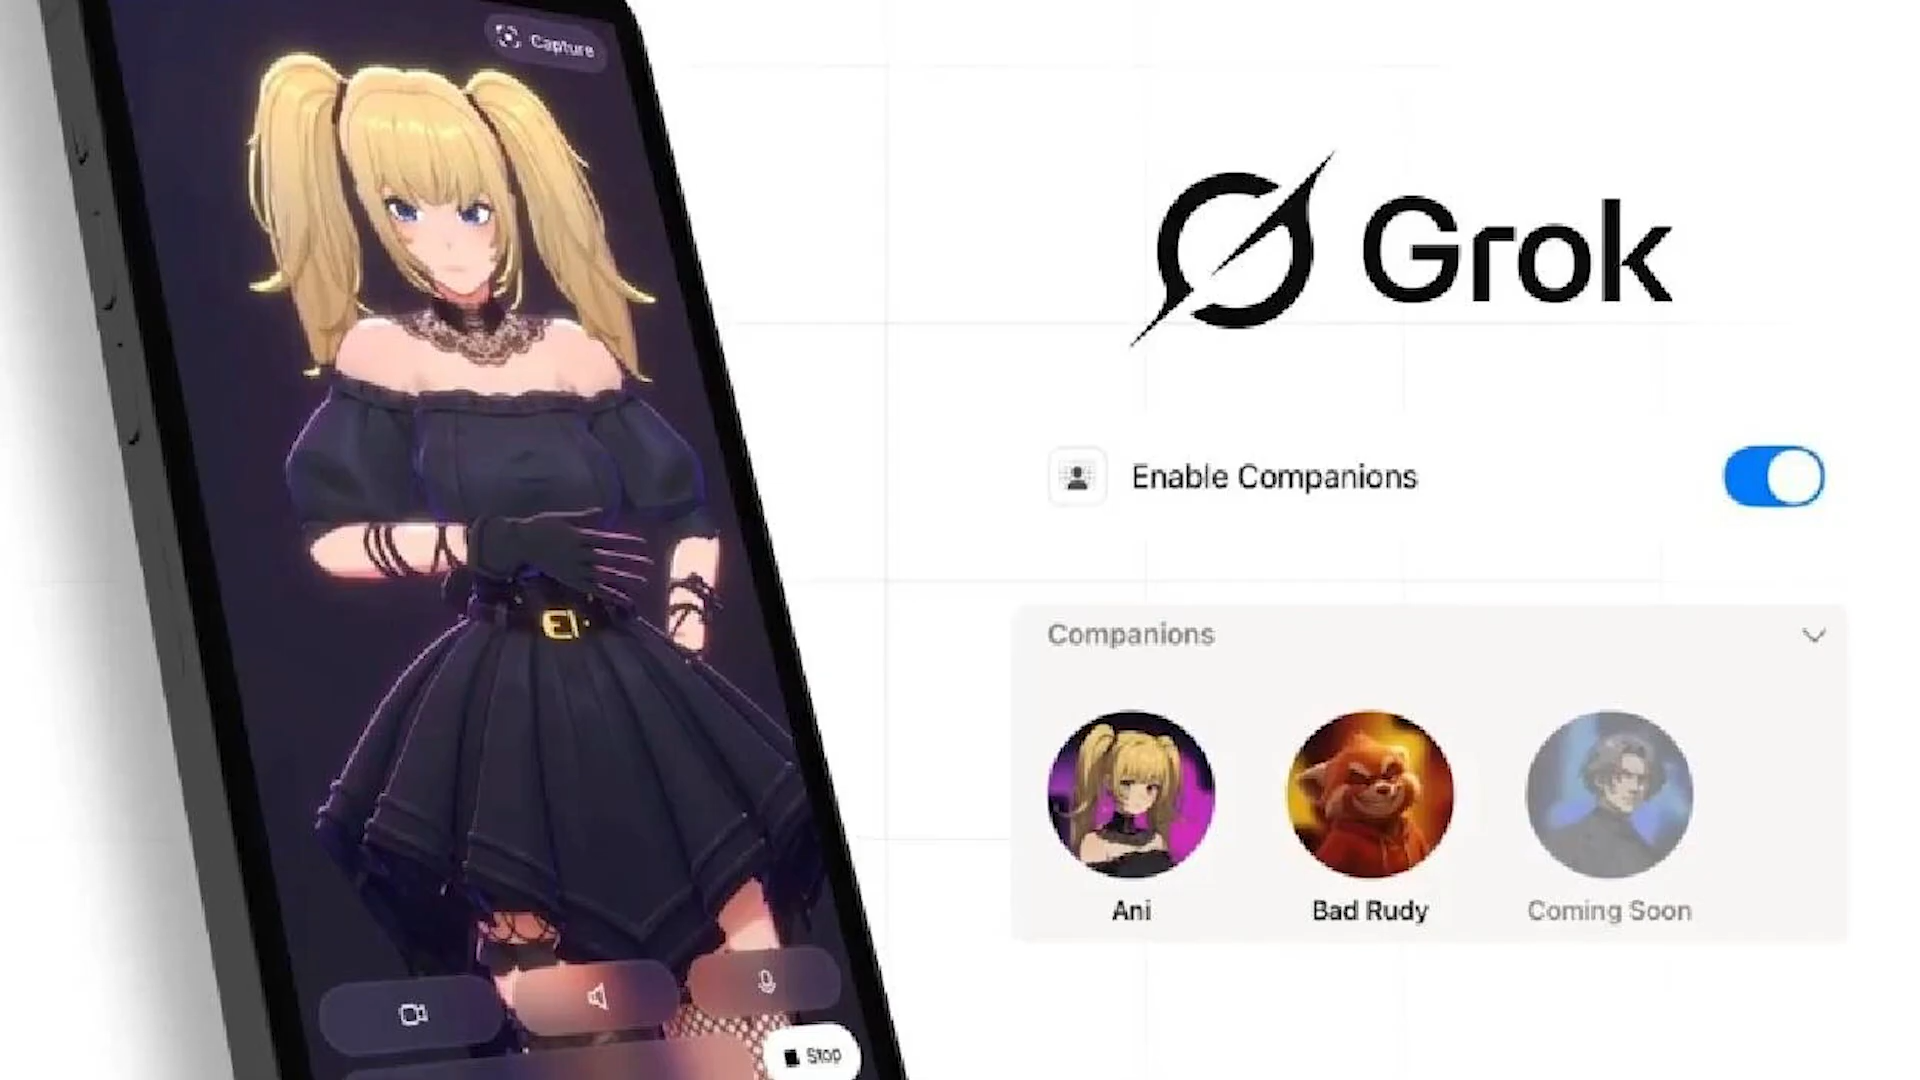 Capture
Grok
Enable Companions
Companions
Ani
Bad Rudy
Coming Soon
Stop